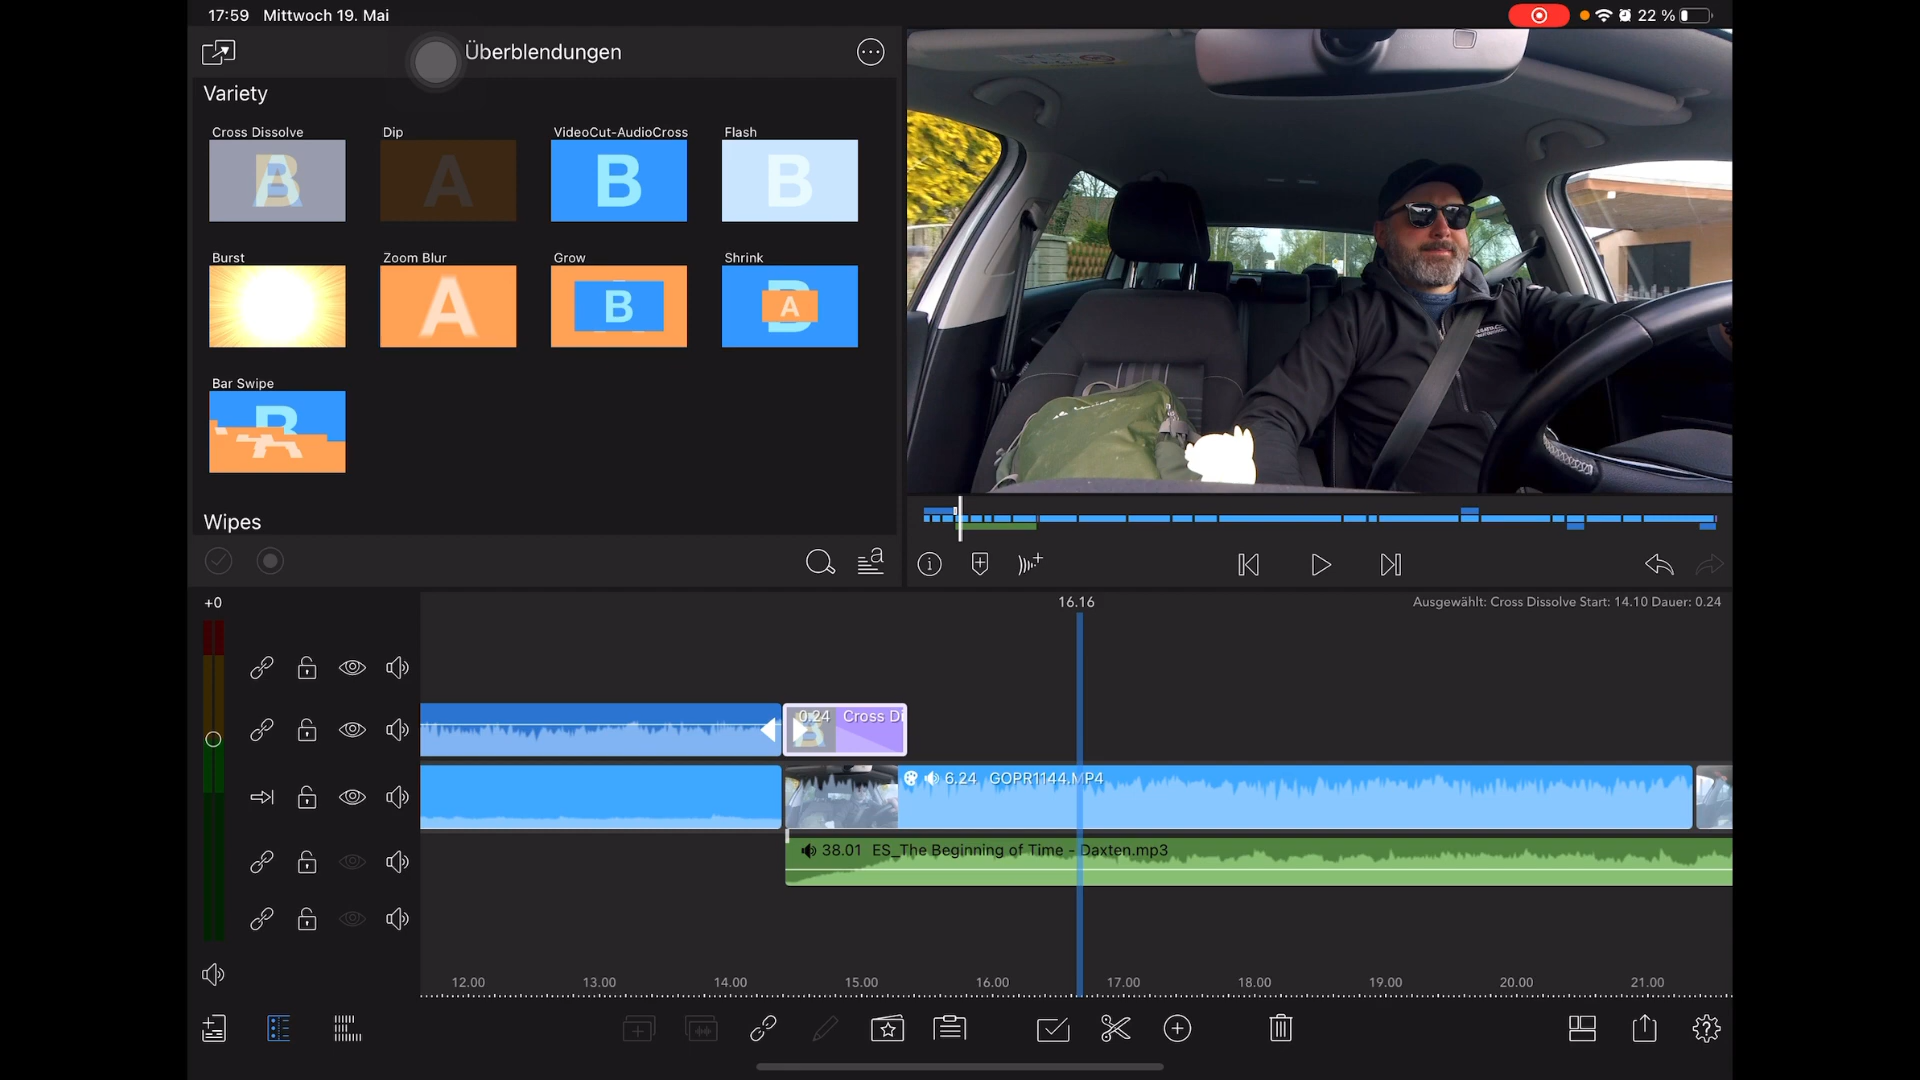 17:59 Mittwoch 19. Mai
22 %
Überblendungen
Variety
Cross Dissolve
Dip
VideoCut-AudioCross
Flash
B
A
B
B
Burst
Zoom Blur
Grow
Shrink
A
B
A
Bar Swipe
B
Wipes
+0
16.16
Ausgewählt: Cross Dissolve Start: 14.10 Dauer: 0.24
0.24 Cross Di
6.24 GOPR1144.MP4
38.01 ES_The Beginning of Time - Daxten.mp3
12.00 13.00 14.00 15.00 16.00 17.00 18.00 19.00 20.00 21.00